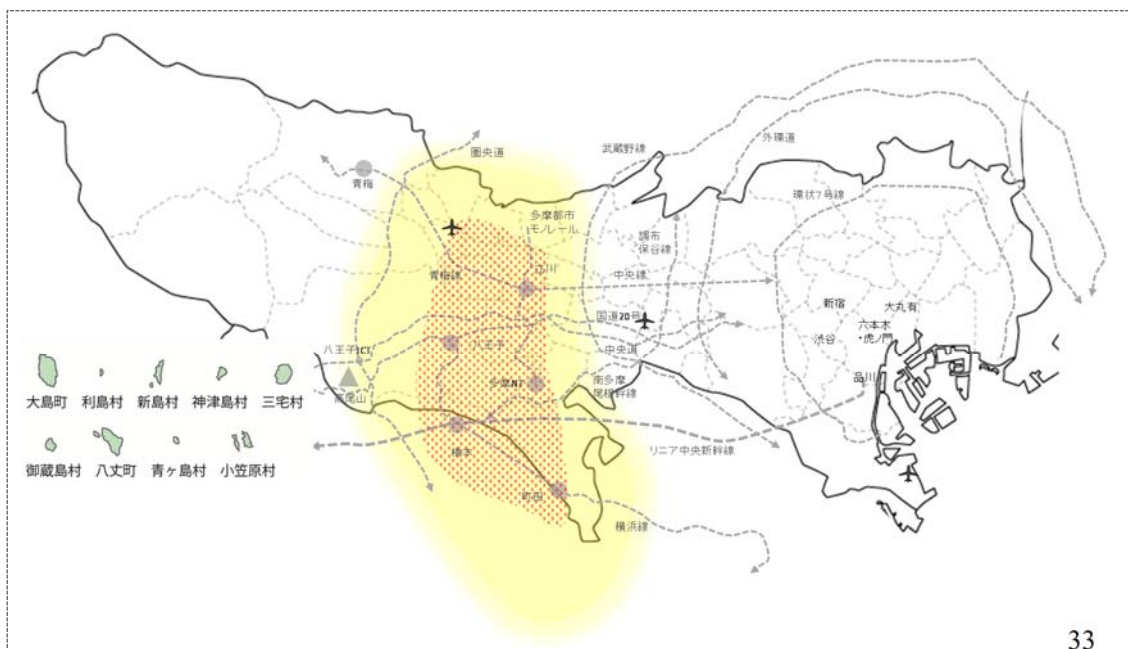 圏央道
武蔵野線
外環道
青梅
環状7号線
多摩都市
モノレール
調布
保谷線
青梅線
立川
中央線
新宿
大丸有
国道20号
渋谷
六本木
・虎ノ門
八王子JCT
八王子
中央道
品川
高尾山
多摩NT
南多摩
尾根幹線
大島町
利島村
新島村
神津島村
三宅村
橋本
リニア中央新幹線
御蔵島村
八丈町
青ヶ島村
小笠原村
町田
横浜線
33